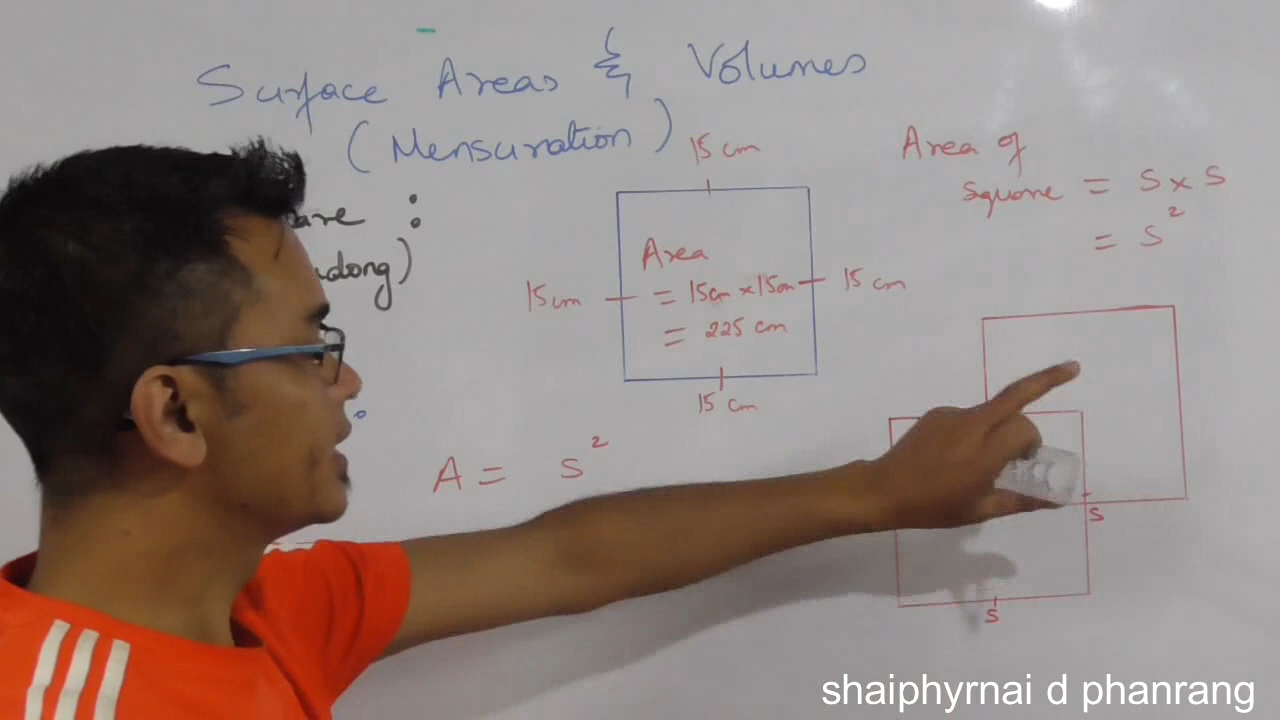 Surface Areas & Volumes
(Mensuration)
:
)
15 cm
15 cm
Area
= 15cm x 15cm
= 225 cm
15 cm
15 cm
Area of
square = S x S
= S²
A = S²
S
S
shaiphyrnai d phanrang